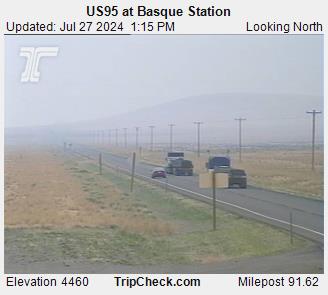 US95 at Basque Station
Updated: Jul 27 2024 1:15 PM Looking North
Elevation 4460 TripCheck.com Milepost 91.62